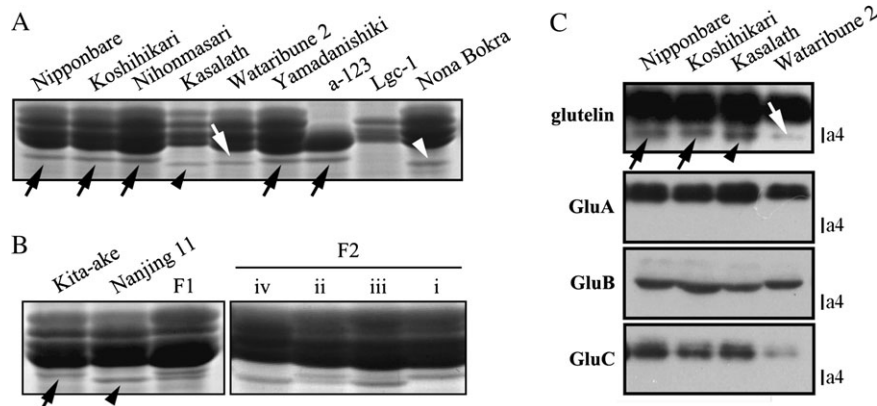 A
Nipponbare
Koshihikari
Nihonmasari
Kasalath
Wataribune 2
Yamadanishiki
a-123
Lgc-1
Nona Bokra
B
Kita-ake
Nanjing 11
F1
F2
iv
ii
iii
i
C
Nipponbare
Koshihikari
Kasalath
Wataribune 2
glutelin
a4
GluA
a4
GluB
a4
GluC
a4